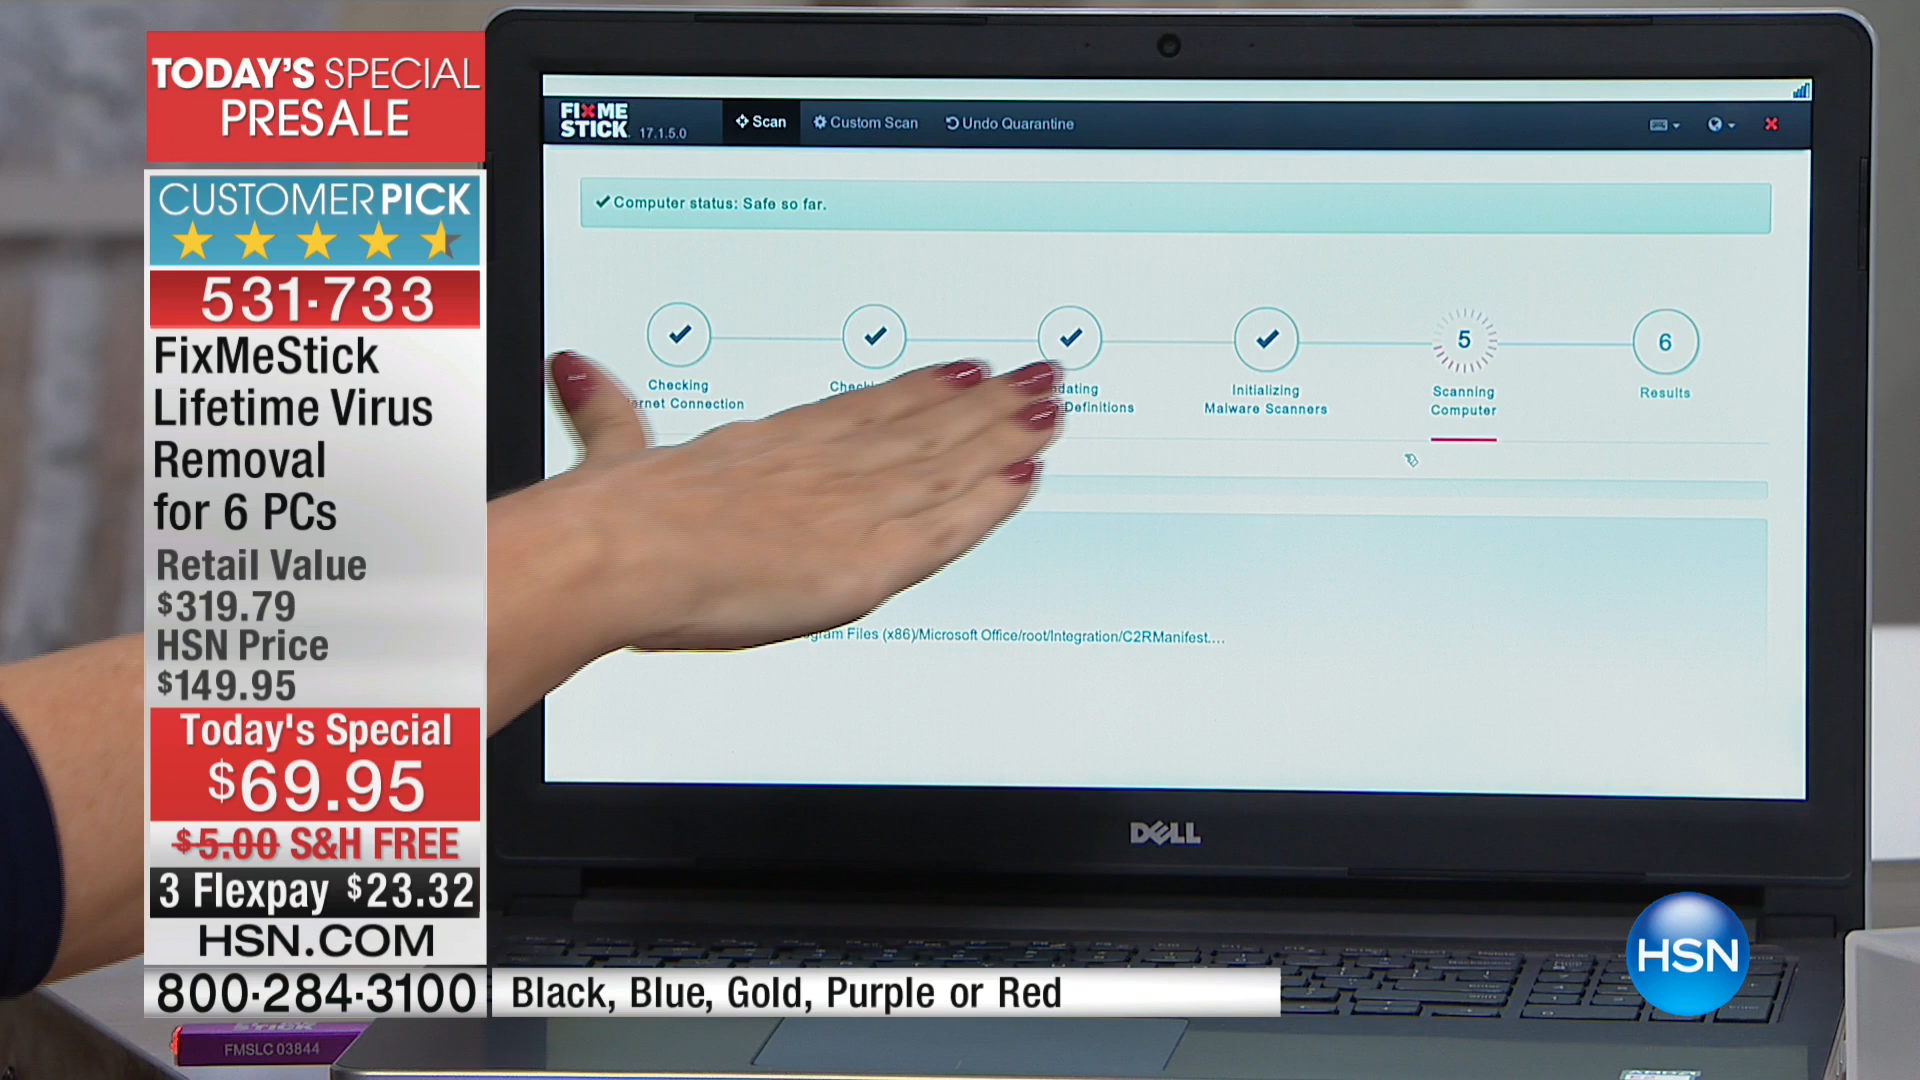 TODAY'S SPECIAL
PRESALE
CUSTOMER PICK
531·733
FixMeStick
Lifetime Virus
Removal
for 6 PCs
Retail Value
$319.79
HSN Price
$149.95
Today's Special
$69.95
$5.00 S&H FREE
3 Flexpay $23.32
HSN.COM
800·284·3100
Black, Blue, Gold, Purple or Red
FIXME
STICK 17.1.5.0
Scan
Custom Scan
Undo Quarantine
Computer status: Safe so far.
5
6
Checking
Connection
Definitions
Initializing
Malware Scanners
Scanning
Computer
Results
Files (x86)/Microsoft Office/root/Integration/C2RManifest....
DELL
HSN
STICK
FMSLC 03844